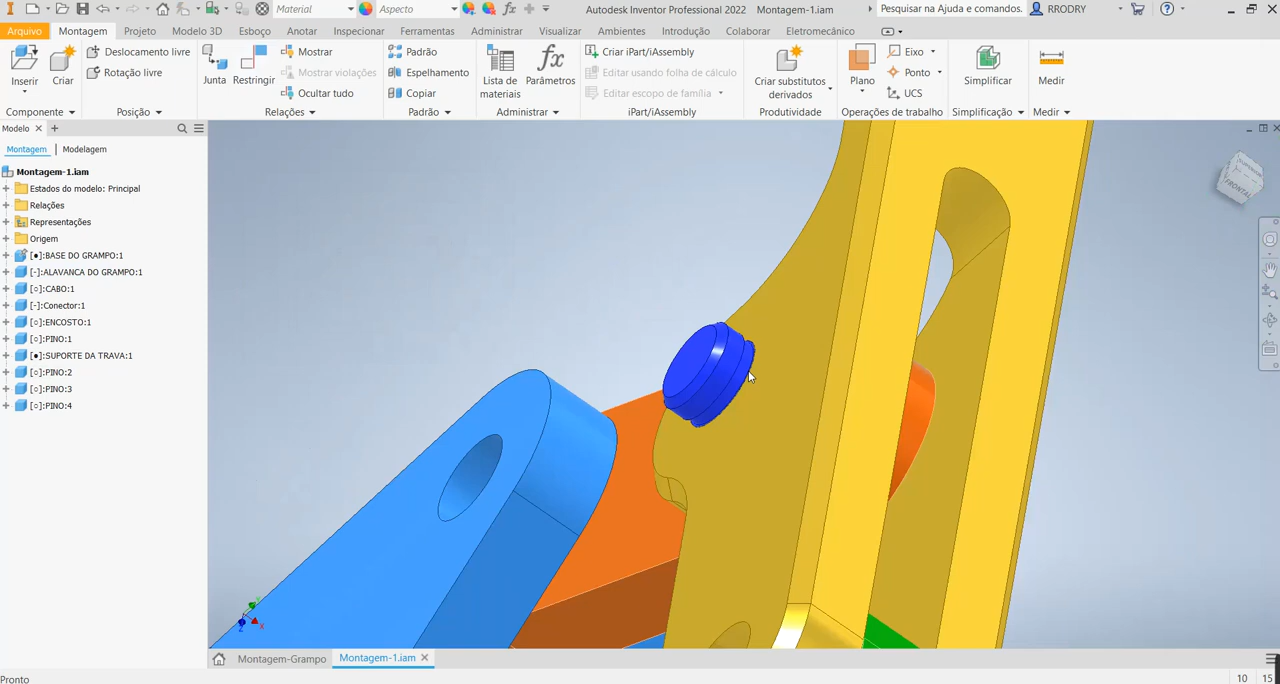 Material
Aspecto
fx
Autodesk Inventor Professional 2022 Montagem-1.iam
Pesquisar na Ajuda e comandos.
RRODRY
Arquivo
Montagem
Projeto
Modelo 3D
Esboço
Anotar
Inspecionar
Ferramentas
Administrar
Visualizar
Ambientes
Introdução
Colaborar
Eletromecânico
Inserir
Criar
Deslocamento livre
Rotação livre
Junta
Restringir
Mostrar
Mostrar violações
Ocultar tudo
Padrão
Espelhamento
Copiar
Lista de
materiais
fx
Parâmetros
Criar iPart/iAssembly
Editar usando folha de cálculo
Editar escopo de família
Criar substitutos
derivados
Plano
Eixo
Ponto
UCS
Simplificar
Medir
Componente
Posição
Relações
Padrão
Administrar
iPart/iAssembly
Produtividade
Operações de trabalho
Simplificação
Medir
Modelo
Montagem
Modelagem
Montagem-1.iam
Estados do modelo: Principal
Relações
Representações
Origem
[●]:BASE DO GRAMPO:1
[-]:ALAVANCA DO GRAMPO:1
[○]:CABO:1
[-]:Conector:1
[○]:ENCOSTO:1
[○]:PINO:1
[●]:SUPORTE DA TRAVA:1
[○]:PINO:2
[○]:PINO:3
[○]:PINO:4
FRONTAL
Y
X
Z
Montagem-Grampo
Montagem-1.iam
Pronto
10
15